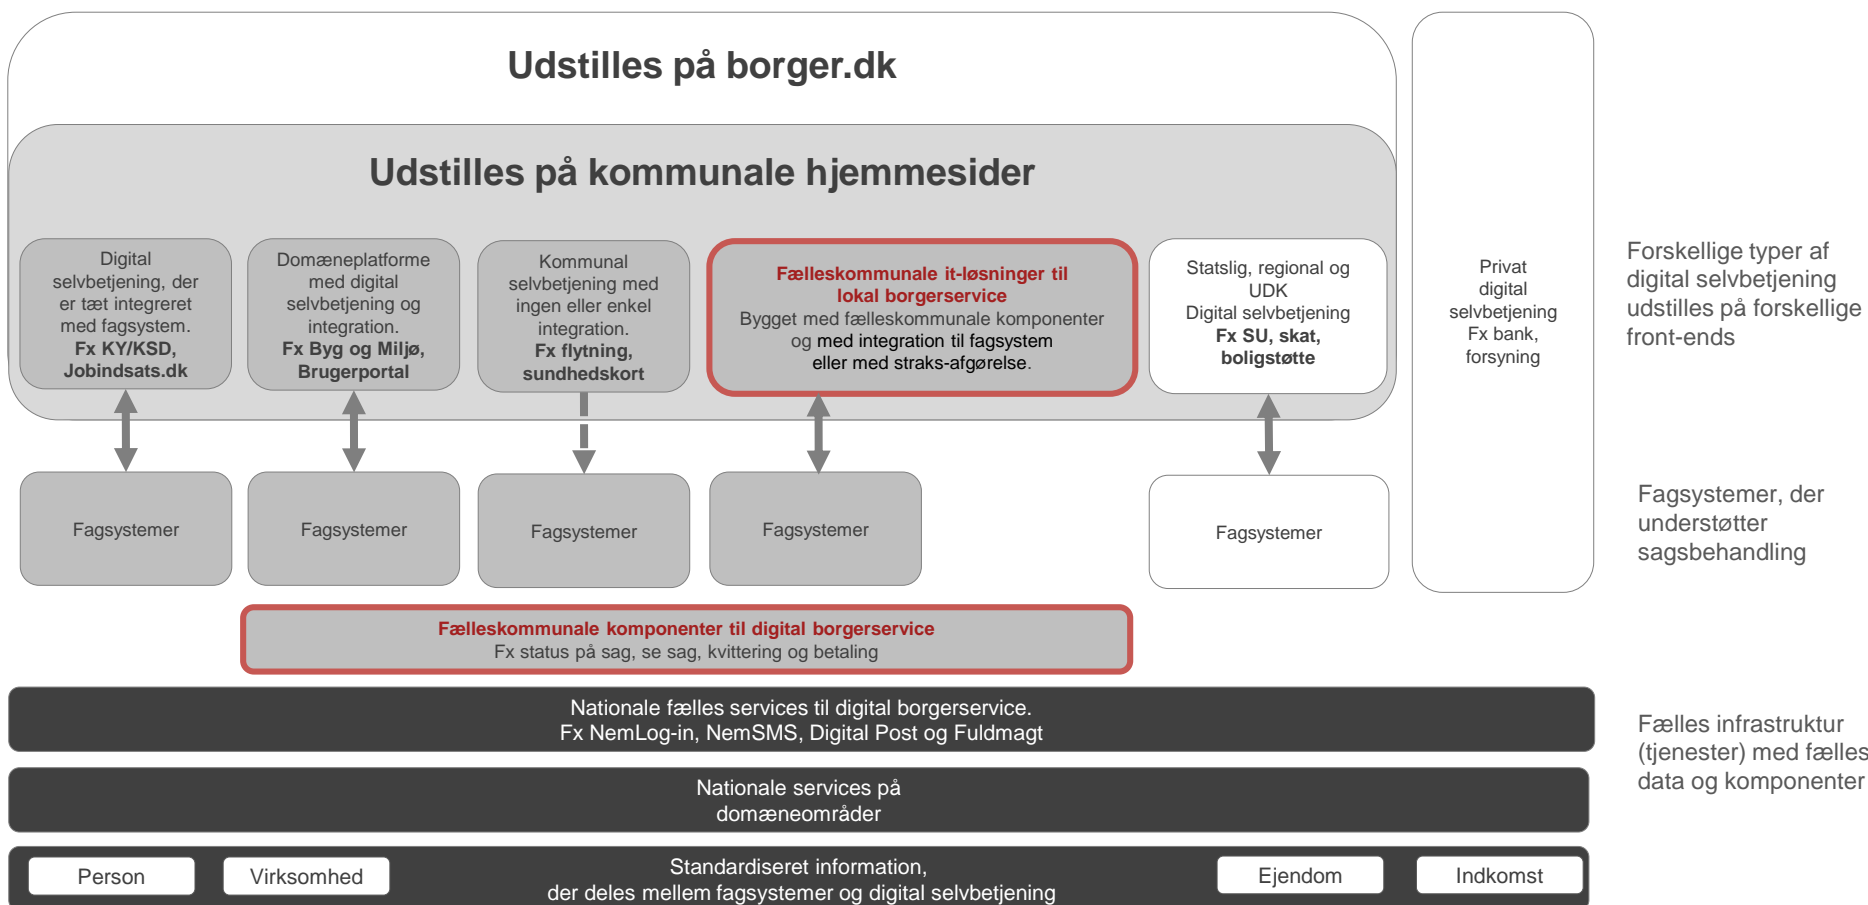 Udstilles på borger.dk
Udstilles på kommunale hjemmesider
Digital
selvbetjening, der
er tæt integreret
med fagsystem.
Fx KY/KSD,
Jobindsats.dk
Domæneplatforme
med digital
selvbetjening og
integration.
Fx Byg og Miljø,
Brugerportal
Kommunal
selvbetjening med
ingen eller enkel
integration.
Fx flytning,
sundhedskort
Fælleskommunale it-løsninger til
lokal borgerservice
Bygget med fælleskommunale komponenter
og med integration til fagsystem
eller med straks-afgørelse.
Statslig, regional og
UDK
Digital selvbetjening
Fx SU, skat,
boligstøtte
Privat
digital
selvbetjening
Fx bank,
forsyning
Forskellige typer af
digital selvbetjening
udstilles på forskellige
front-ends
Fagsystemer
Fagsystemer
Fagsystemer
Fagsystemer
Fagsystemer
Fagsystemer, der
understøtter
sagsbehandling
Fælleskommunale komponenter til digital borgerservice
Fx status på sag, se sag, kvittering og betaling
Nationale fælles services til digital borgerservice.
Fx NemLog-in, NemSMS, Digital Post og Fuldmagt
Fælles infrastruktur
(tjenester) med fælles
data og komponenter
Nationale services på
domæneområder
Person
Virksomhed
Standardiseret information,
der deles mellem fagsystemer og digital selvbetjening
Ejendom
Indkomst